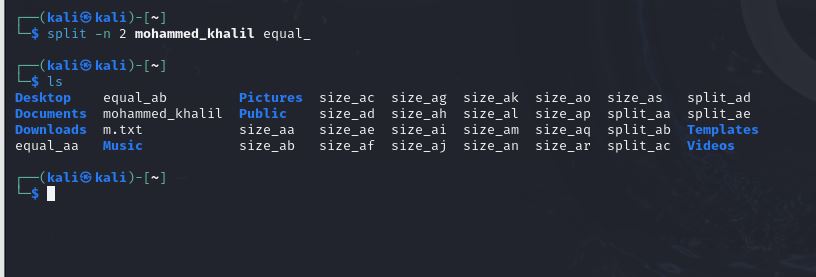 ┌──(kali㉿kali)-[~]
└─$ split -n 2 mohammed_khalil equal_
┌──(kali㉿kali)-[~]
└─$ ls
Desktop equal_ab Pictures size_ac size_ag size_ak size_ao size_as split_ad
Documents mohammed_khalil Public size_ad size_ah size_al size_ap split_aa split_ae
Downloads m.txt size_aa size_ae size_ai size_am size_aq split_ab Templates
equal_aa Music size_ab size_af size_aj size_an size_ar split_ac Videos
┌──(kali㉿kali)-[~]
└─$